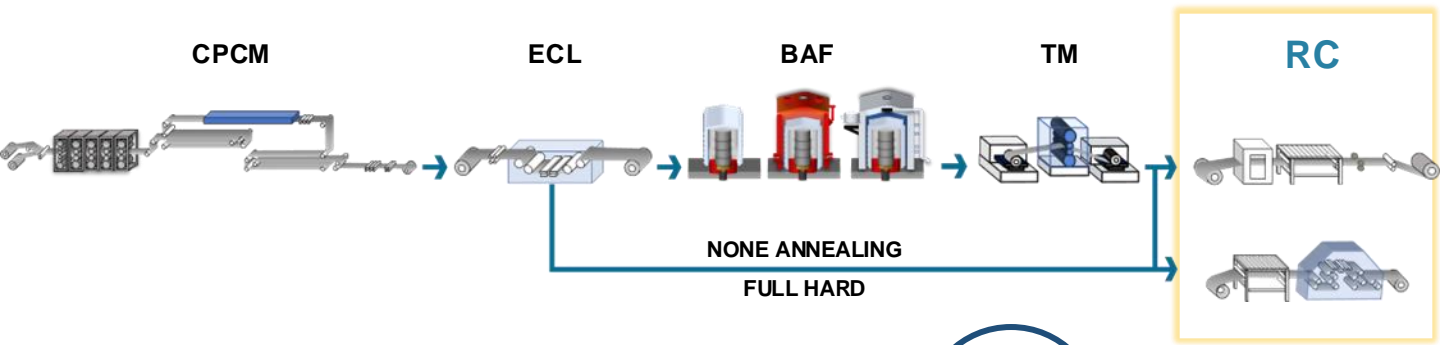 CPCM
ECL
BAF
TM
RC
NONE ANNEALING
FULL HARD